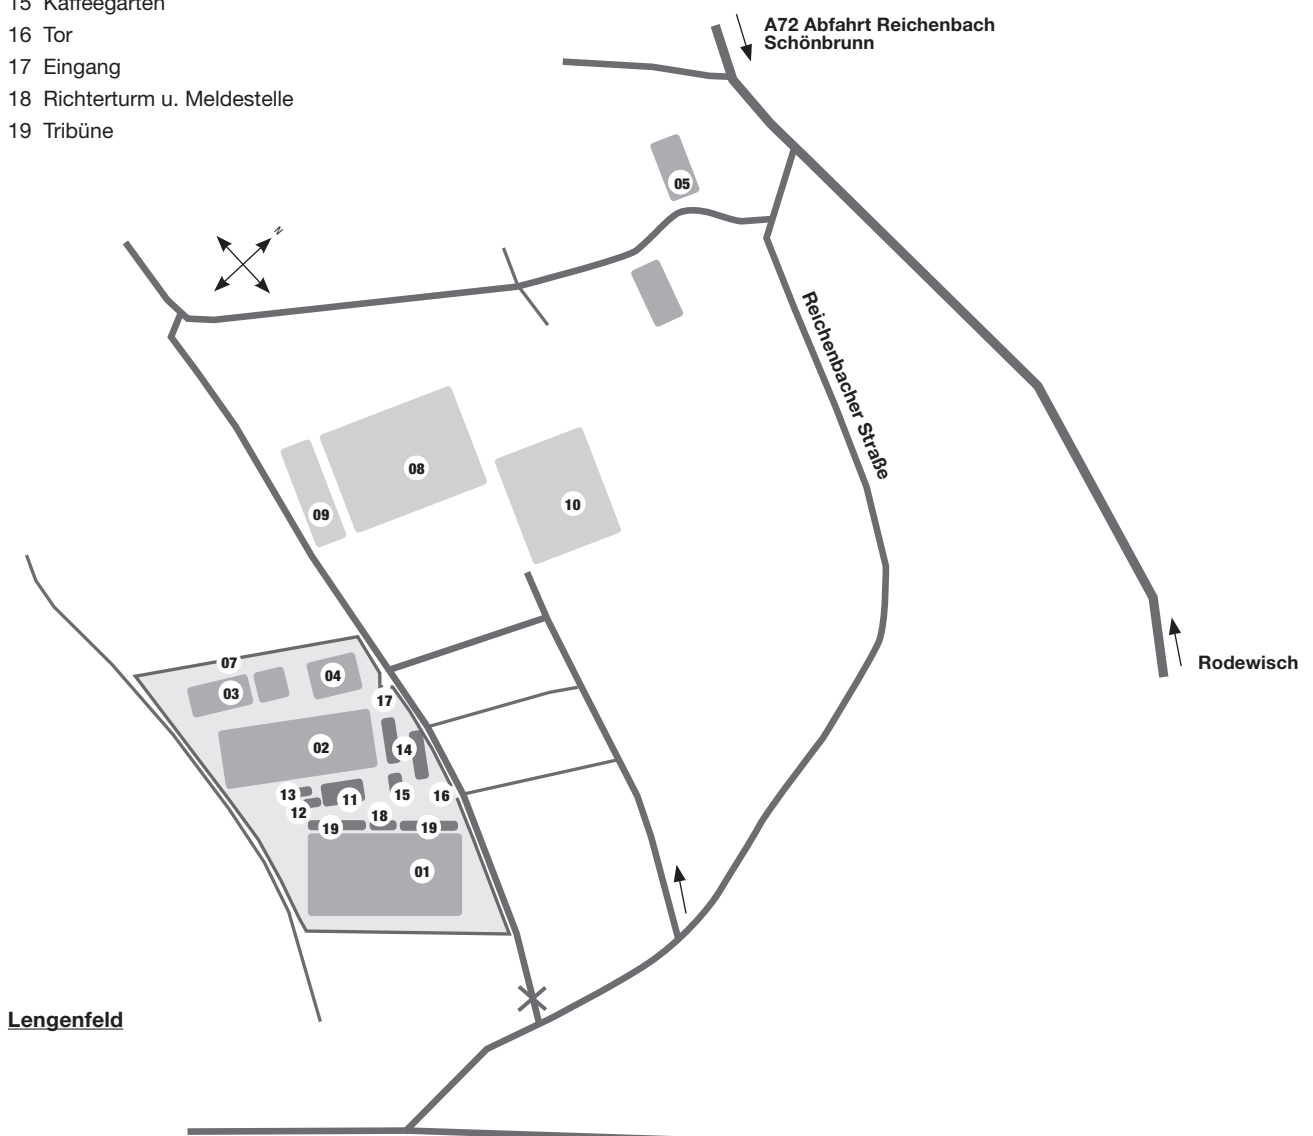 15 Kaffeegarten
16 Tor
17 Eingang
18 Richterturm u. Meldestelle
19 Tribüne
A72 Abfahrt Reichenbach
Schönbrunn
05
N
Reichenbacher Straße
08
10
09
Rodewisch
07
04
03
17
02
14
13
11
15
16
12
18
19
19
01
Lengenfeld